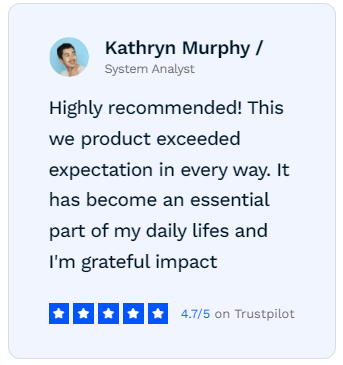 Kathryn Murphy /
System Analyst
Highly recommended! This
we product exceeded
expectation in every way. It
has become an essential
part of my daily lifes and
I'm grateful impact
4.7/5 on Trustpilot